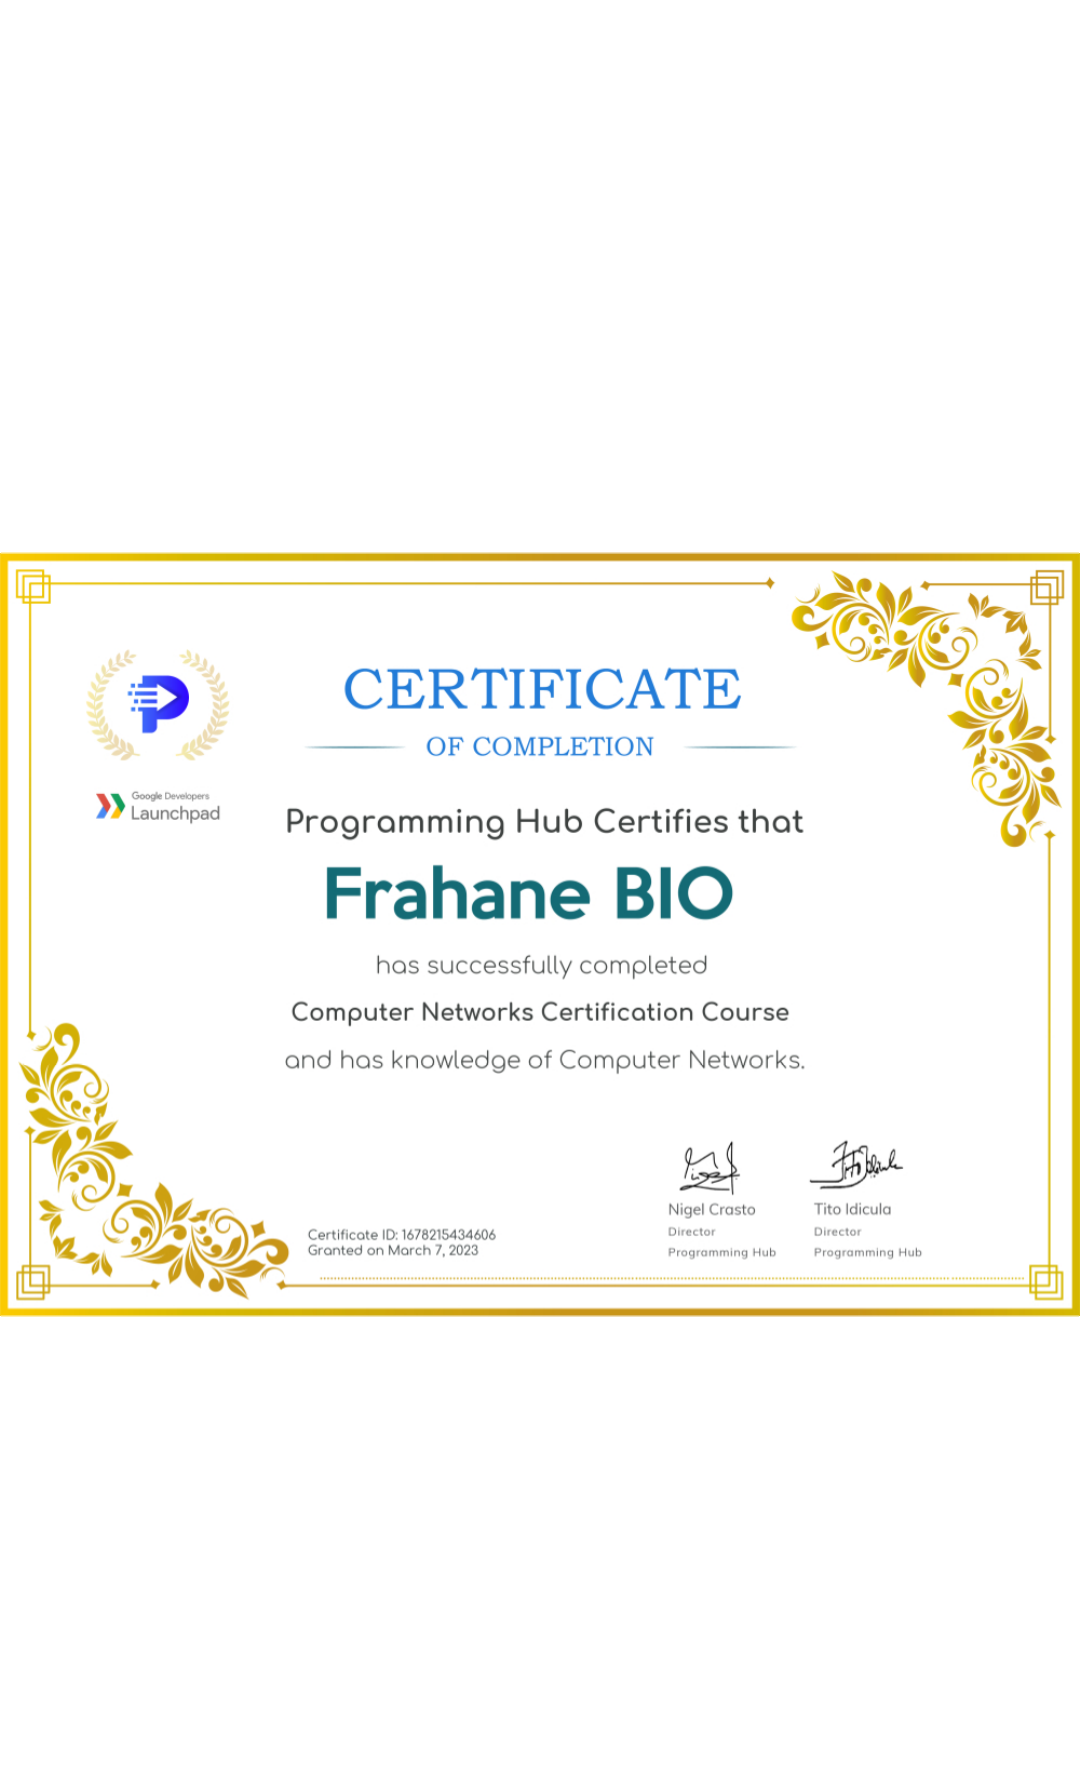 CERTIFICATE
OF COMPLETION
Google Developers
Launchpad
Programming Hub Certifies that
Frahane BIO
has successfully completed
Computer Networks Certification Course
and has knowledge of Computer Networks.
Nigel Crasto
Director
Programming Hub
Tito Idicula
Director
Programming Hub
Certificate ID: 1678215434606
Granted on March 7, 2023